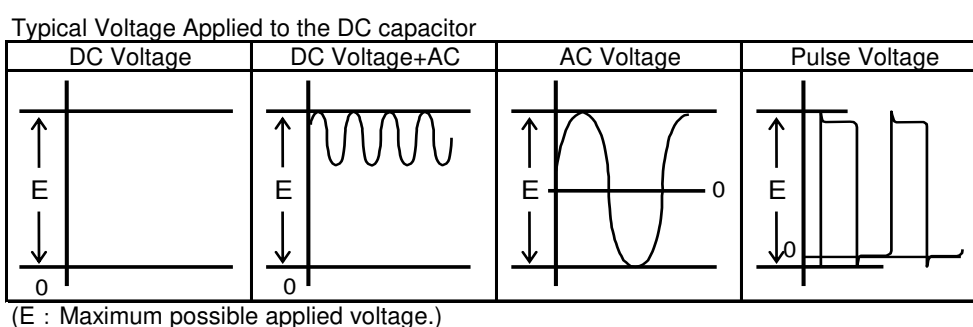 Typical Voltage Applied to the DC capacitor
DC Voltage DC Voltage+AC AC Voltage Pulse Voltage
E E E 0 E
0
0 0
(E：Maximum possible applied voltage.)